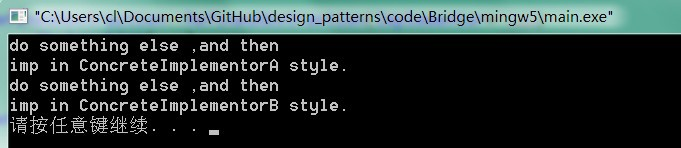 "C:\Users\cl\Documents\GitHub\design_patterns\code\Bridge\mingw5\main.exe"
do something else ,and then
imp in ConcreteImplementorA style.
do something else ,and then
imp in ConcreteImplementorB style.
请按任意键继续. . .